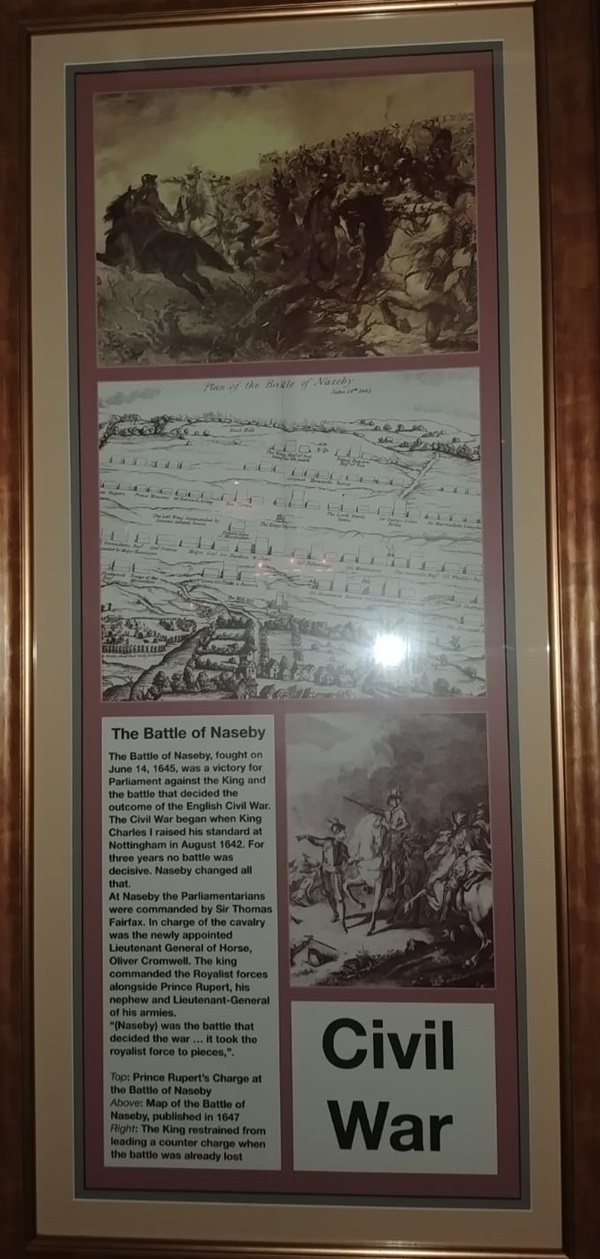 Plan of the Battle of Naseby
June 14th 1645
The Battle of Naseby
The Battle of Naseby, fought on
June 14, 1645, was a victory for
Parliament against the King and
the battle that decided the
outcome of the English Civil War.
The Civil War began when King
Charles I raised his standard at
Nottingham in August 1642. For
three years no battle was
decisive. Naseby changed all
that.
At Naseby the Parliamentarians
were commanded by Sir Thomas
Fairfax. In charge of the cavalry
was the newly appointed
Lieutenant General of Horse,
Oliver Cromwell. The king
commanded the Royalist forces
alongside Prince Rupert, his
nephew and Lieutenant-General
of his armies.
"(Naseby) was the battle that
decided the war ... it took the
royalist force to pieces,".
Top: Prince Rupert's Charge at
the Battle of Naseby
Above: Map of the Battle of
Naseby, published in 1647
Right: The King restrained from
leading a counter charge when
the battle was already lost
Civil
War